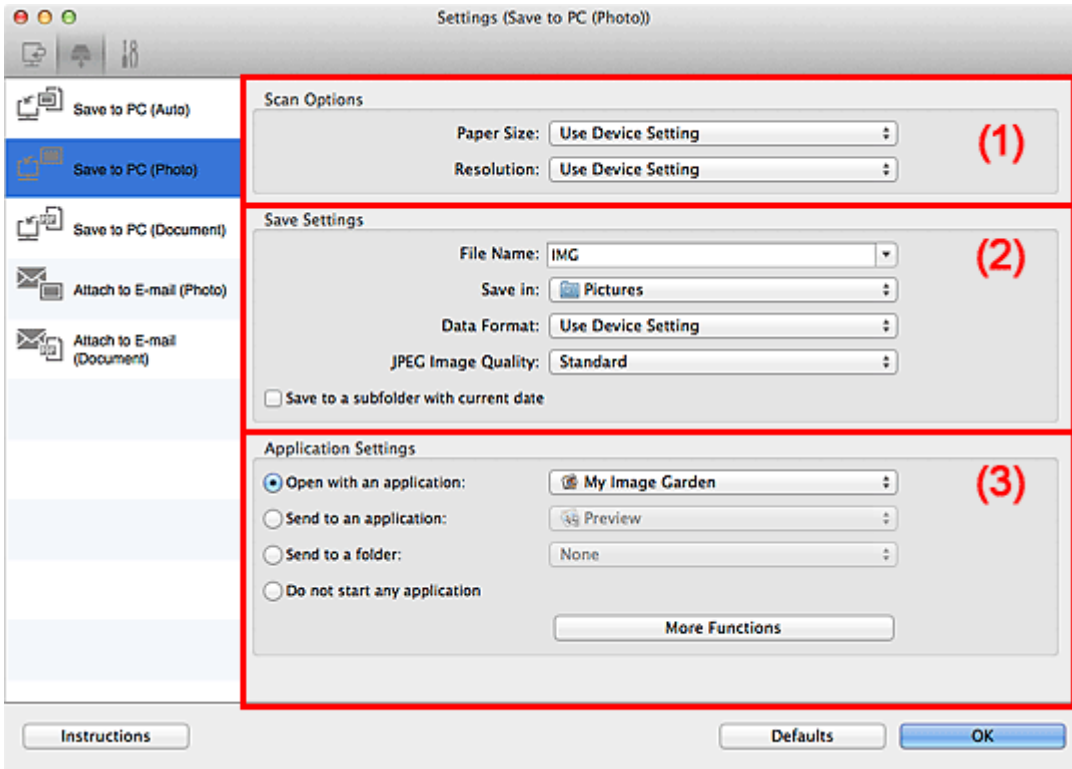 Settings (Save to PC (Photo))
Save to PC (Auto)
Save to PC (Photo)
Save to PC (Document)
Attach to E-mail (Photo)
Attach to E-mail
(Document)
Scan Options
Paper Size: Use Device Setting
(1)
Resolution: Use Device Setting
Save Settings
(2)
File Name: IMG
Save in: Pictures
Data Format: Use Device Setting
JPEG Image Quality: Standard
Save to a subfolder with current date
Application Settings
(3)
Open with an application: My Image Garden
Send to an application: Preview
Send to a folder: None
Do not start any application
More Functions
Instructions
Defaults
OK